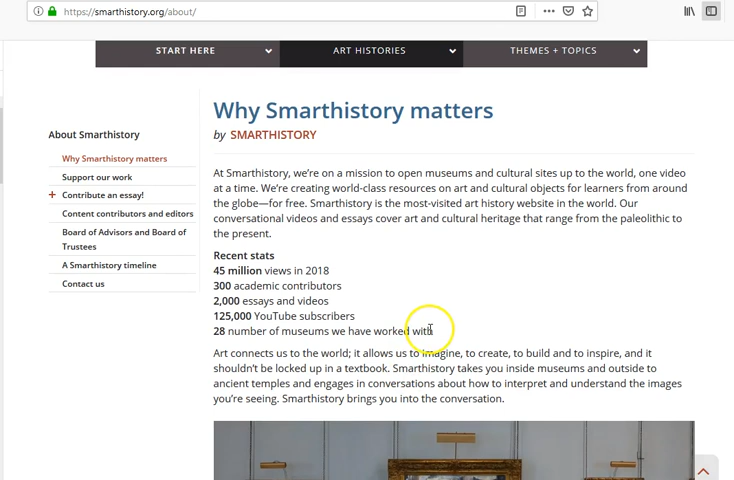 https://smarthistory.org/about/
START HERE
ART HISTORIES
THEMES + TOPICS
About Smarthistory
Why Smarthistory matters
Support our work
Contribute an essay!
Content contributors and editors
Board of Advisors and Board of
Trustees
A Smarthistory timeline
Contact us
Why Smarthistory matters
by SMARTHISTORY
At Smarthistory, we’re on a mission to open museums and cultural sites up to the world, one video
at a time. We’re creating world-class resources on art and cultural objects for learners from around
the globe—for free. Smarthistory is the most-visited art history website in the world. Our
conversational videos and essays cover art and cultural heritage that range from the paleolithic to
the present.
Recent stats
45 million views in 2018
300 academic contributors
2,000 essays and videos
125,000 YouTube subscribers
28 number of museums we have worked with
Art connects us to the world; it allows us to imagine, to create, to build and to inspire, and it
shouldn’t be locked up in a textbook. Smarthistory takes you inside museums and outside to
ancient temples and engages in conversations about how to interpret and understand the images
you’re seeing. Smarthistory brings you into the conversation.